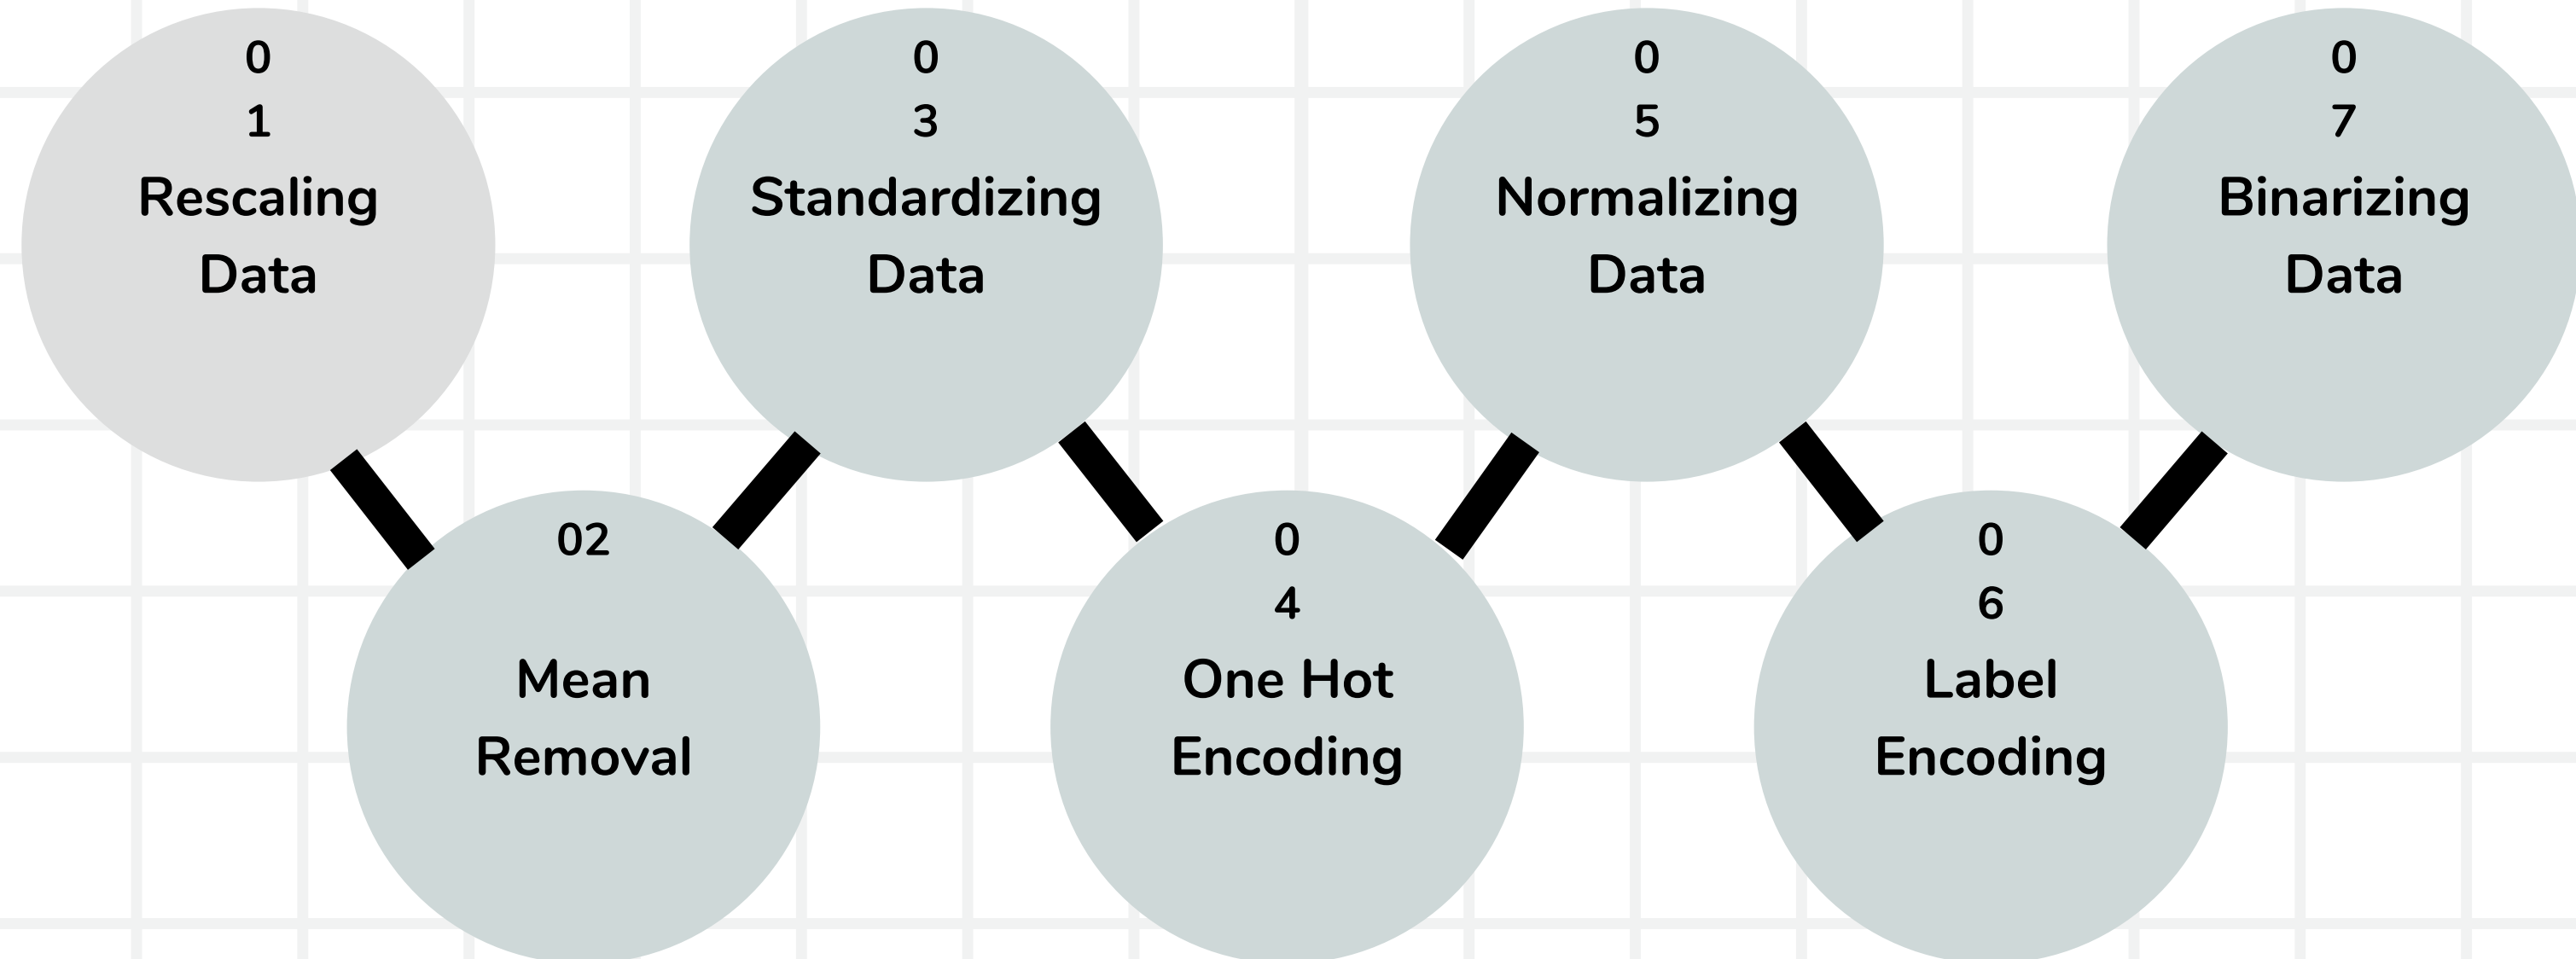 0
1
Rescaling
Data
02
Mean
Removal
0
3
Standardizing
Data
0
4
One Hot
Encoding
0
5
Normalizing
Data
0
6
Label
Encoding
0
7
Binarizing
Data